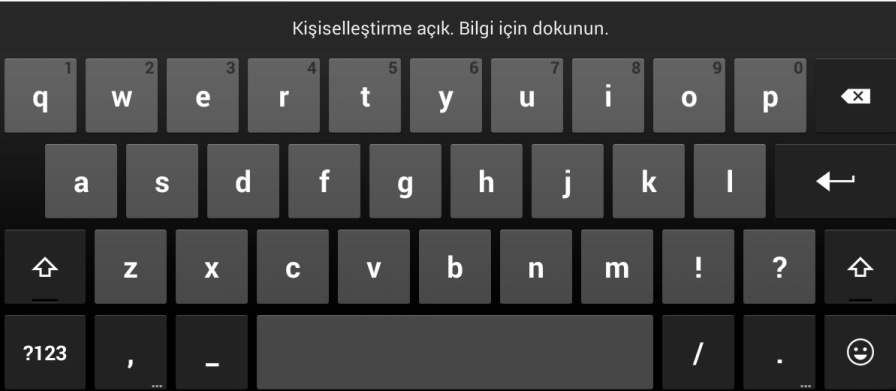 Kişiselleştirme açık. Bilgi için dokunun.
1 2 3 4 5 6 7 8 9 0
q w e r t y u i o p
a s d f g h j k l
z x c v b n m ! ?
?123 , ... _ / . ...